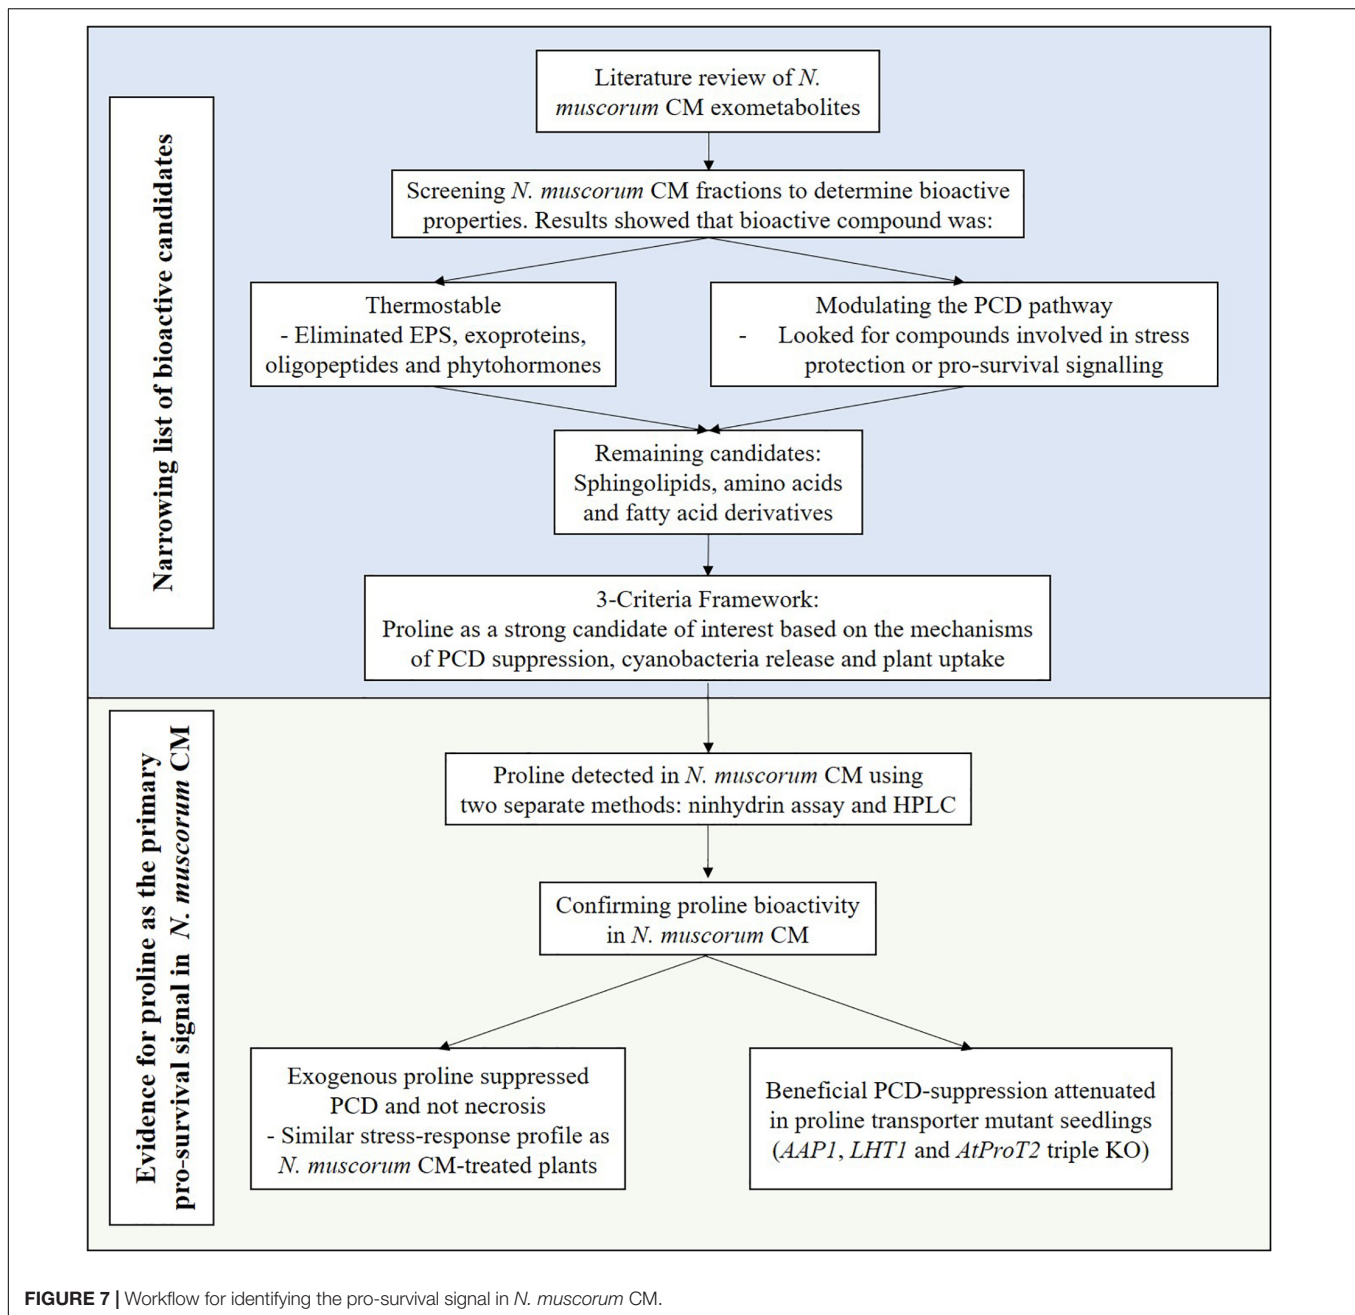 Narrowing list of bioactive candidates
Literature review of N.
muscorum CM exometabolites
Screening N. muscorum CM fractions to determine bioactive
properties. Results showed that bioactive compound was:
Thermostable
- Eliminated EPS, exoproteins,
oligopeptides and phytohormones
Modulating the PCD pathway
- Looked for compounds involved in stress
protection or pro-survival signalling
Remaining candidates:
Sphingolipids, amino acids
and fatty acid derivatives
3-Criteria Framework:
Proline as a strong candidate of interest based on the mechanisms
of PCD suppression, cyanobacteria release and plant uptake
Evidence for proline as the primary
pro-survival signal in N. muscorum CM
Proline detected in N. muscorum CM using
two separate methods: ninhydrin assay and HPLC
Confirming proline bioactivity
in N. muscorum CM
Exogenous proline suppressed
PCD and not necrosis
- Similar stress-response profile as
N. muscorum CM-treated plants
Beneficial PCD-suppression attenuated
in proline transporter mutant seedlings
(AAP1, LHT1 and AtProT2 triple KO)
FIGURE 7 | Workflow for identifying the pro-survival signal in N. muscorum CM.